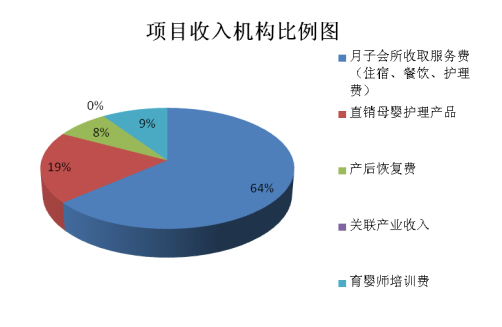 项目收入机构比例图
月子会所收取服务费
（住宿、餐饮、护理
费）
直销母婴护理产品
产后恢复费
关联产业收入
育婴师培训费
0%
9%
8%
19%
64%